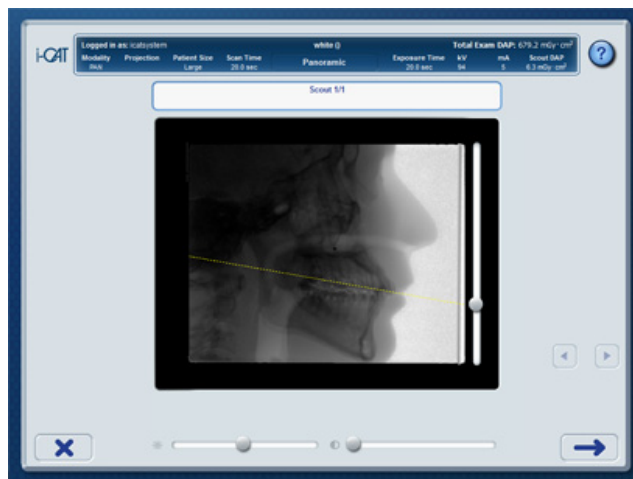 i-CAT
Logged in as: icatsystem white () Total Exam DAP: 679.2 mGy·cm²
Modality Projection Patient Size Scan Time Panoramic Exposure Time kV mA Scout DAP
PAN Large 20.0 sec 20.0 sec 94 5 6.3 mGy·cm²
?
Scout 1/1